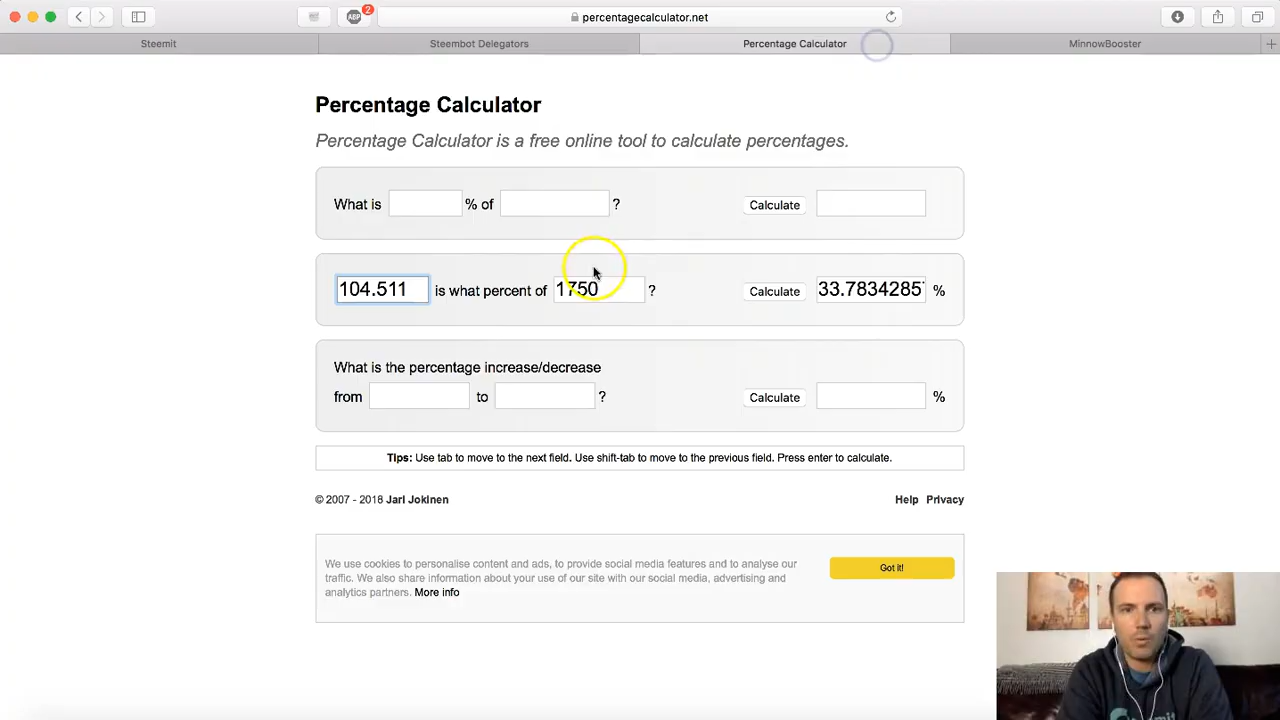 2
percentagecalculator.net
Steemit
Steembot Delegators
Percentage Calculator
MinnowBooster
Percentage Calculator
Percentage Calculator is a free online tool to calculate percentages.
What is % of ? Calculate
104.511 is what percent of 1750 ? Calculate 33.7834285 %
What is the percentage increase/decrease
from to ? Calculate %
Tips: Use tab to move to the next field. Use shift-tab to move to the previous field. Press enter to calculate.
© 2007 - 2018 Jari Jokinen Help Privacy
We use cookies to personalise content and ads, to provide social media features and to analyse our
traffic. We also share information about your use of our site with our social media, advertising and
analytics partners. More info
Got it!